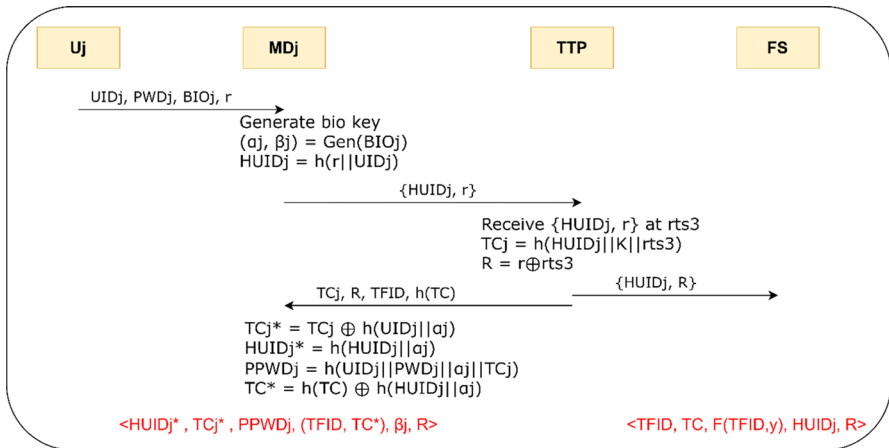 Uj
MDj
TTP
FS
UIDj, PWDj, BIOj, r
Generate bio key
(αj, βj) = Gen(BIOj)
HUIDj = h(r||UIDj)
{HUIDj, r}
Receive {HUIDj, r} at rts3
TCj = h(HUIDj||K||rts3)
R = r⊕rts3
TCj, R, TFID, h(TC)
{HUIDj, R}
TCj* = TCj ⊕ h(UIDj||αj)
HUIDj* = h(HUIDj||αj)
PPWDj = h(UIDj||PWDj||αj||TCj)
TC* = h(TC) ⊕ h(HUIDj||αj)
<HUIDj* , TCj* , PPWDj, (TFID, TC*), βj, R>
<TFID, TC, F(TFID,y), HUIDj, R>